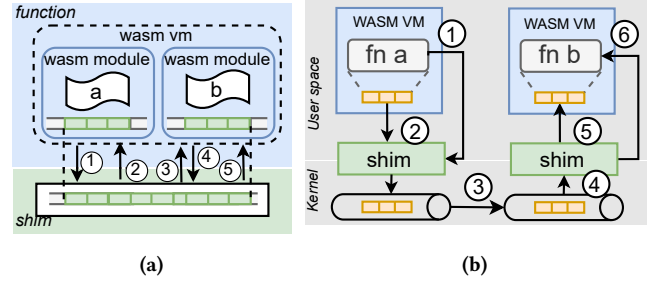 function
wasm vm
wasm module
wasm module
a
b
1
2
3
4
5
shim
(a)
User space
Kernel
WASM VM
WASM VM
1
6
fn a
fn b
2
5
shim
shim
3
4
(b)